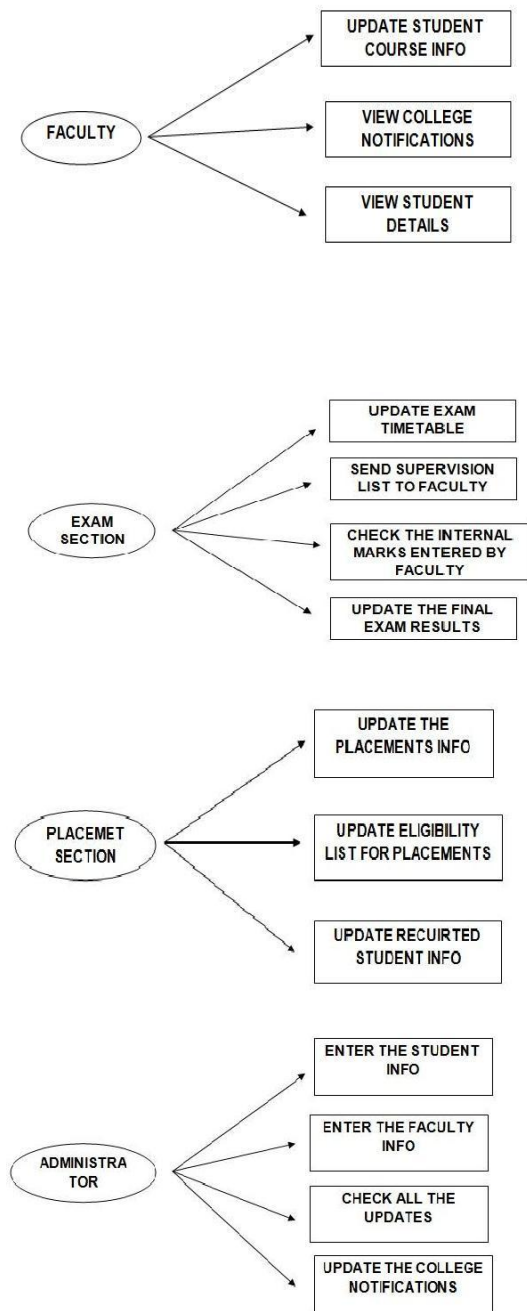 UPDATE STUDENT
COURSE INFO
FACULTY
VIEW COLLEGE
NOTIFICATIONS
VIEW STUDENT
DETAILS
UPDATE EXAM
TIMETABLE
SEND SUPERVISION
LIST TO FACULTY
EXAM
SECTION
CHECK THE INTERNAL
MARKS ENTERED BY
FACULTY
UPDATE THE FINAL
EXAM RESULTS
UPDATE THE
PLACEMENTS INFO
PLACEMET
SECTION
UPDATE ELIGIBILITY
LIST FOR PLACEMENTS
UPDATE RECUIRTED
STUDENT INFO
ENTER THE STUDENT
INFO
ENTER THE FACULTY
INFO
ADMINISTRA
TOR
CHECK ALL THE
UPDATES
UPDATE THE COLLEGE
NOTIFICATIONS